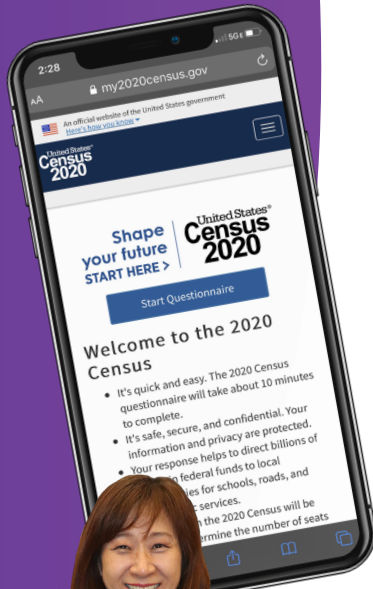 2:28
5GE
AA
my2020census.gov
An official website of the United States government
Here's how you know
United States®
Census
2020
Shape
your future
START HERE >
United States®
Census
2020
Start Questionnaire
Welcome to the 2020
Census
It's quick and easy. The 2020 Census
questionnaire will take about 10 minutes
to complete.
It's safe, secure, and confidential. Your
information and privacy are protected.
Your response helps to direct billions of
in federal funds to local
for schools, roads, and
services.
the 2020 Census will be
the number of seats